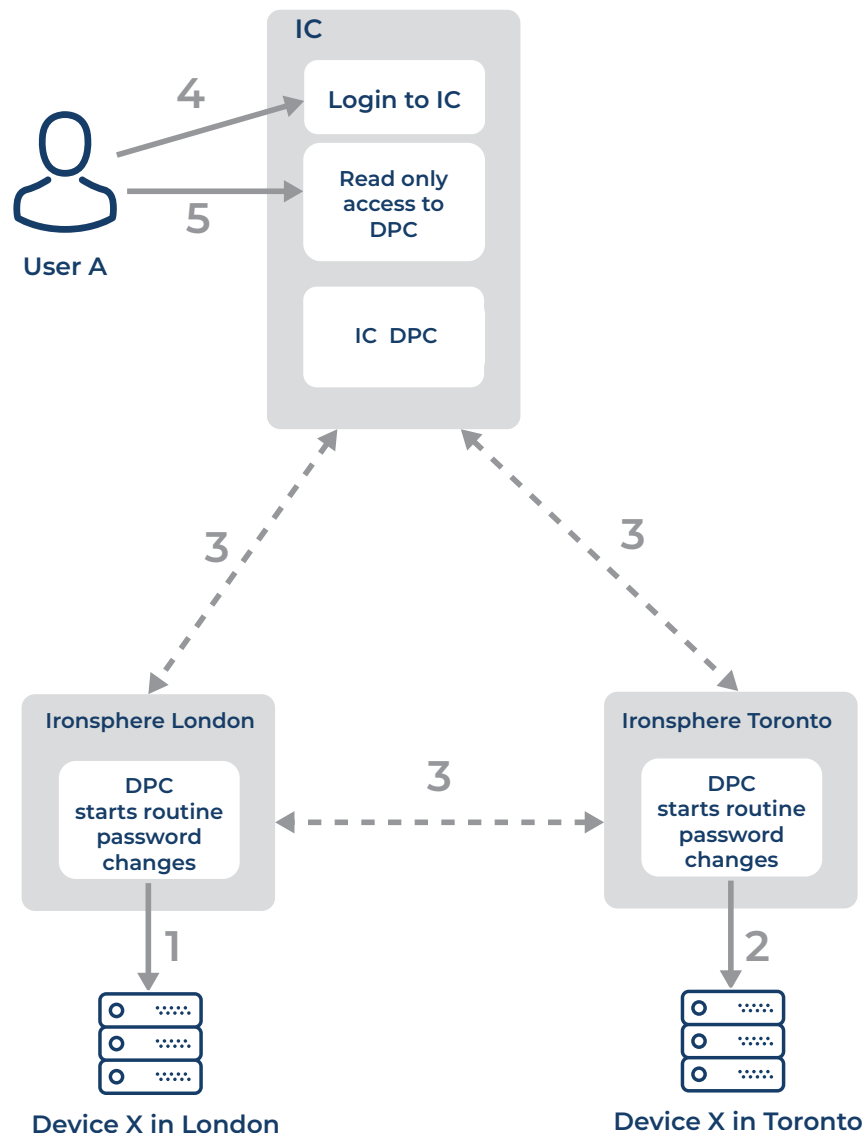 IC
4
Login to IC
Read only
access to
DPC
5
User A
IC DPC
3
3
Ironsphere London
Ironsphere Toronto
3
DPC
starts routine
password
changes
DPC
starts routine
password
changes
1
2
Device X in London
Device X in Toronto